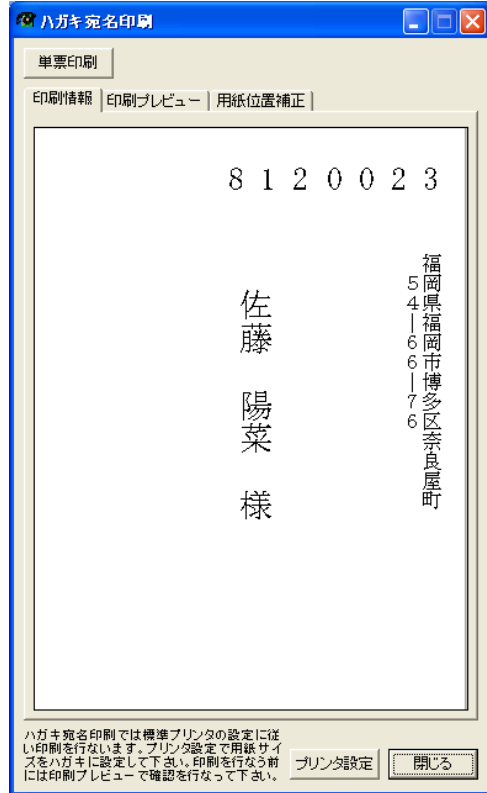 ハガキ宛名印刷
単票印刷
印刷情報
印刷プレビュー
用紙位置補正
8120023
福岡県福岡市博多区奈良屋町
54-66-76
佐藤 陽菜 様
ハガキ宛名印刷では標準プリンタの設定に従
い印刷を行ないます。プリンタ設定で用紙サイ
ズをハガキに設定して下さい。印刷を行なう前
には印刷プレビューで確認を行なって下さい。
プリンタ設定
閉じる